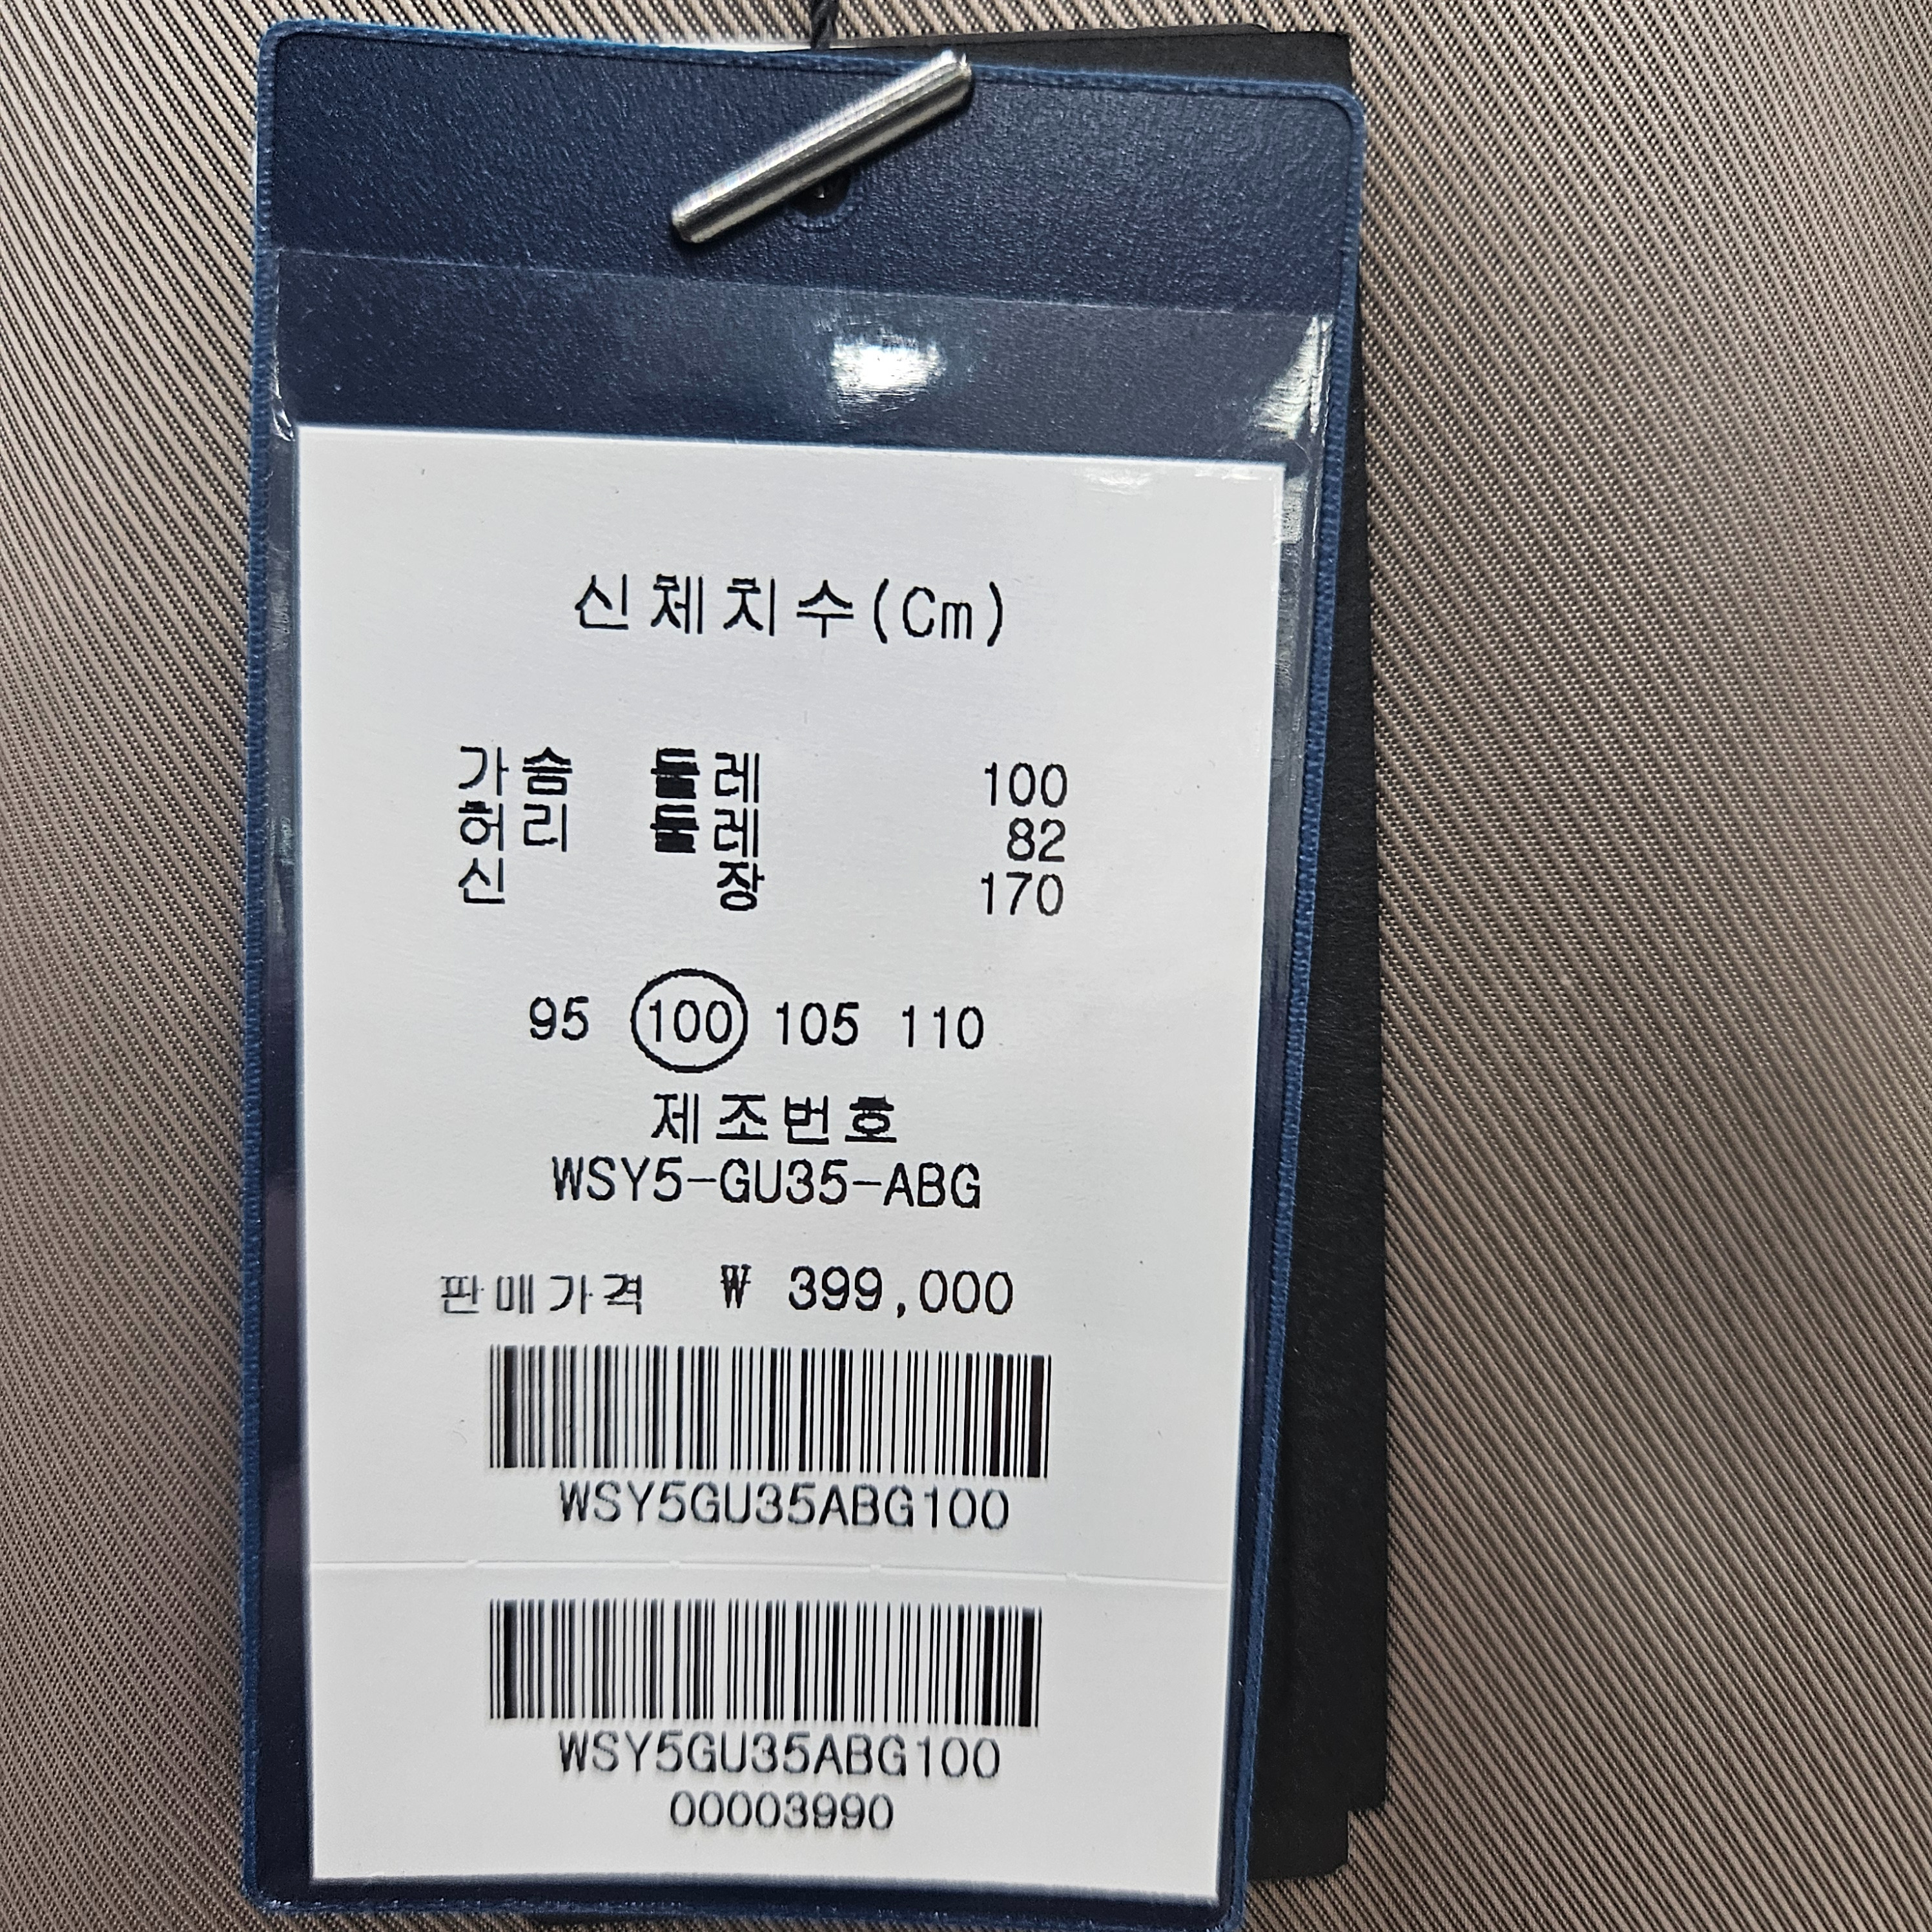 신체치수(Cm)
가슴 둘레 100
허리 둘레 82
신 장 170
95 100 105 110
제조번호
WSY5-GU35-ABG
판매가격 ₩ 399,000
WSY5GU35ABG100
WSY5GU35ABG100
00003990